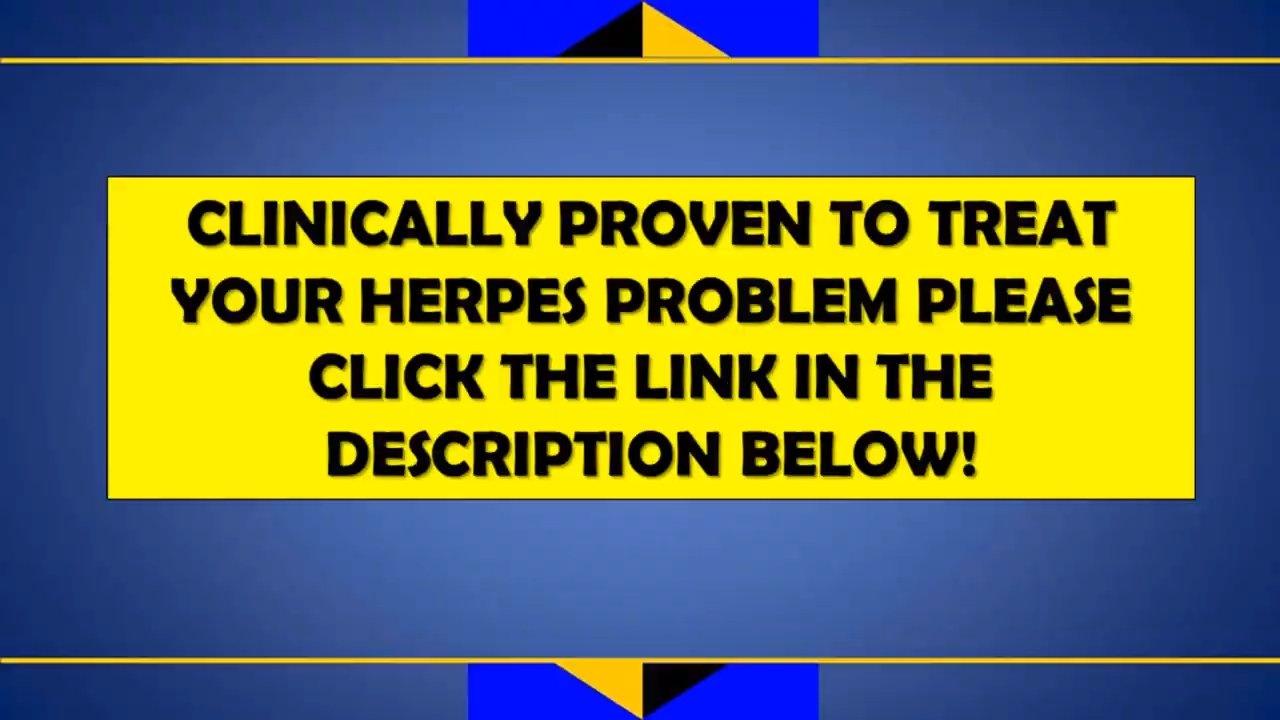 CLINICALLY PROVEN TO TREAT
YOUR HERPES PROBLEM PLEASE
CLICK THE LINK IN THE
DESCRIPTION BELOW!